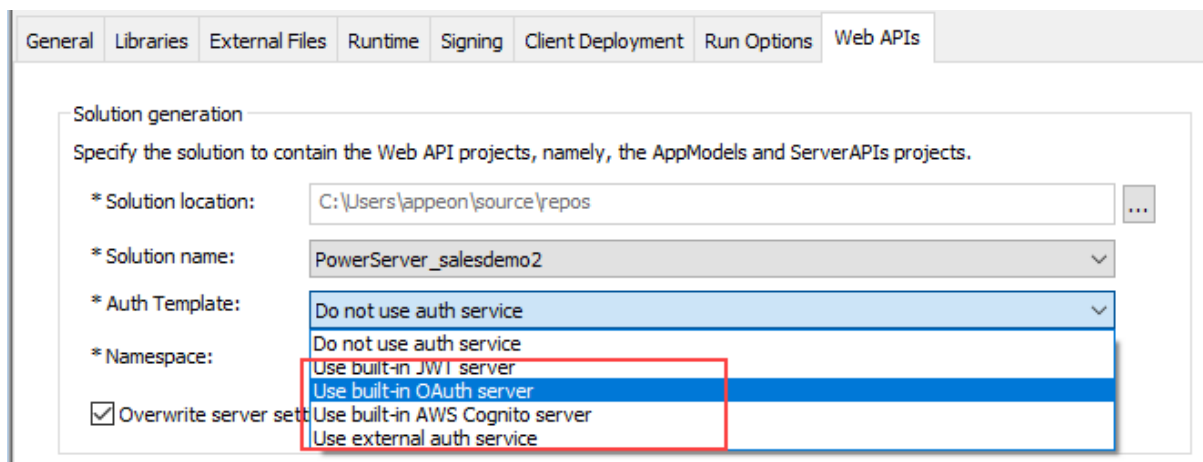 General Libraries External Files Runtime Signing Client Deployment Run Options Web APIs
Solution generation
Specify the solution to contain the Web API projects, namely, the AppModels and ServerAPIs projects.
* Solution location: C:\Users\appeon\source\repos ...
* Solution name: PowerServer_salesdemo2
* Auth Template: Do not use auth service
Do not use auth service
* Namespace:
Use built-in JWT server
Use built-in OAuth server
Overwrite server sett
Use built-in AWS Cognito server
Use external auth service